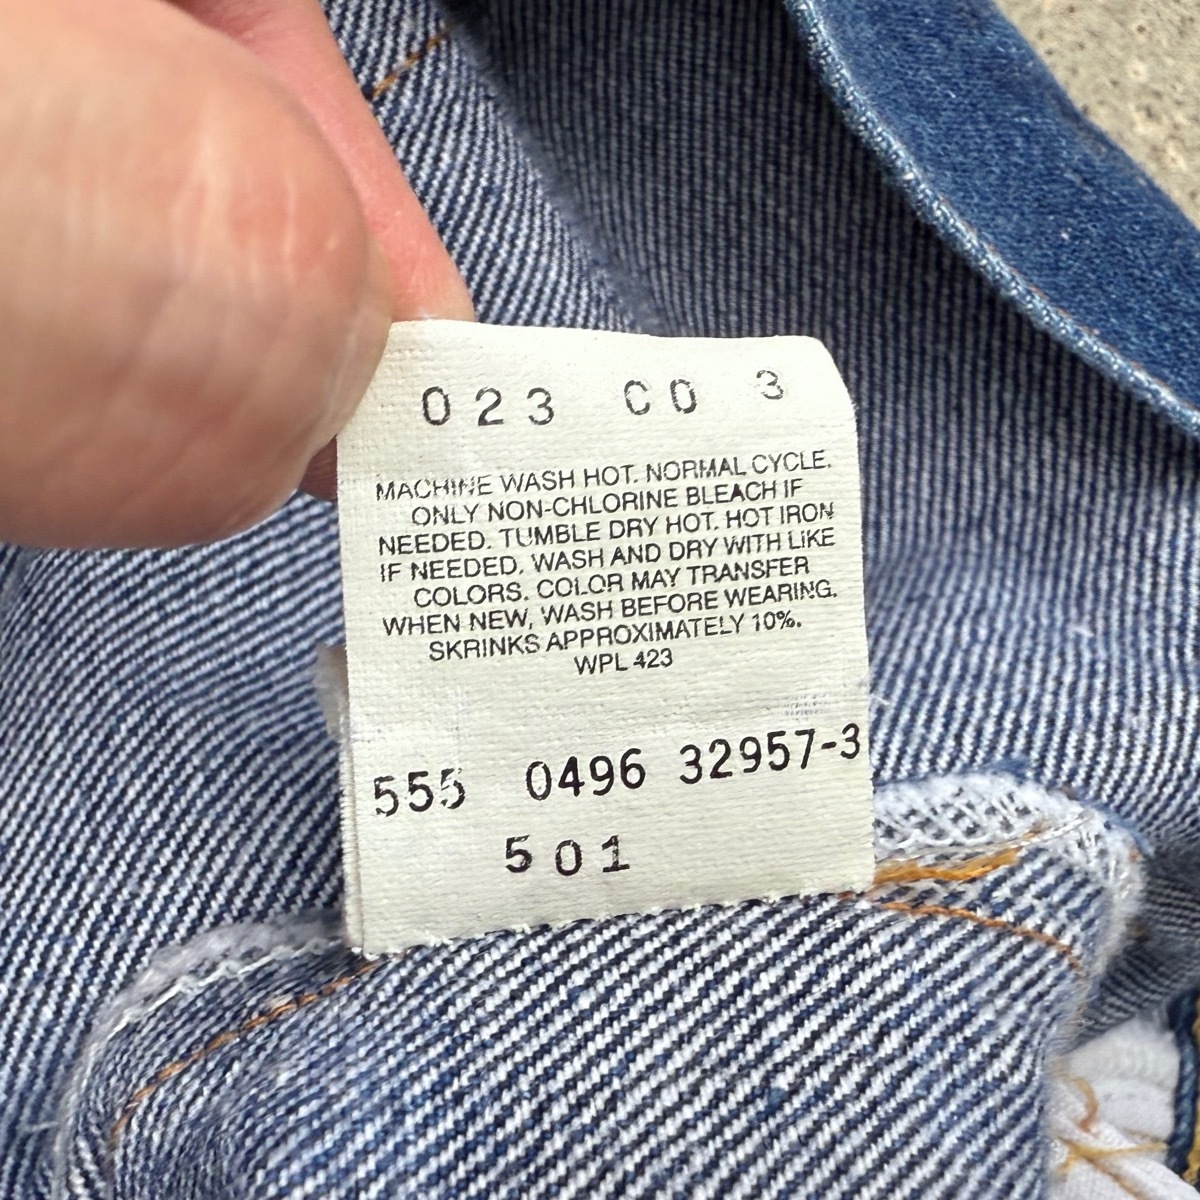 023 CO 3
MACHINE WASH HOT. NORMAL CYCLE.
ONLY NON-CHLORINE BLEACH IF
NEEDED. TUMBLE DRY HOT. HOT IRON
IF NEEDED. WASH AND DRY WITH LIKE
COLORS. COLOR MAY TRANSFER
WHEN NEW, WASH BEFORE WEARING.
SKRINKS APPROXIMATELY 10%.
WPL 423
555 0496 32957-3
501